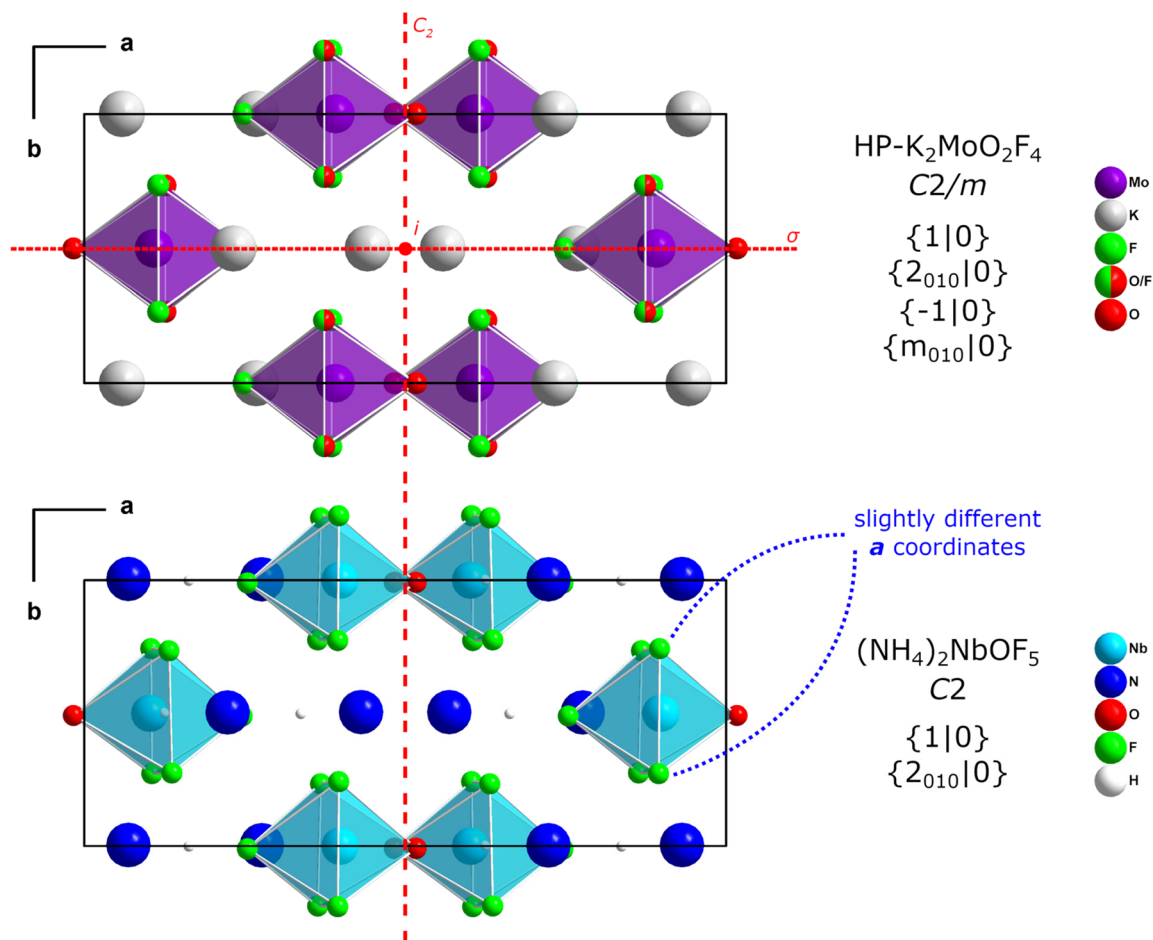 C₂
a
b
i
σ
HP-K₂MoO₂F₄
C2/m
{1|0}
{2₀₁₀|0}
{-1|0}
{m₀₁₀|0}
Mo
K
F
O/F
O
a
b
slightly different
a coordinates
(NH₄)₂NbOF₅
C2
{1|0}
{2₀₁₀|0}
Nb
N
O
F
H